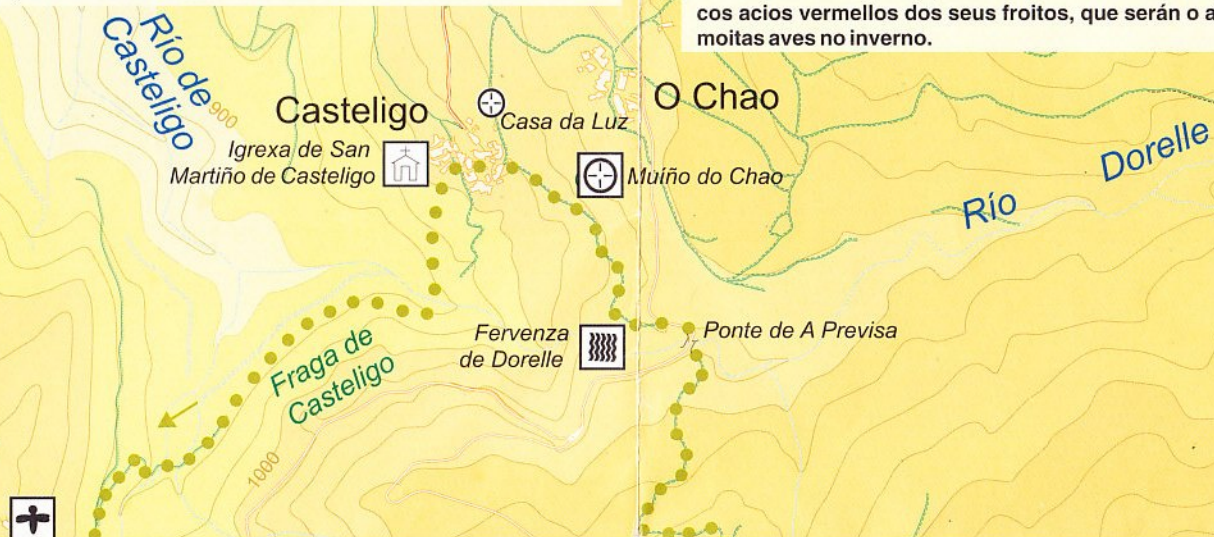 cos acios vermellos dos seus froitos, que serán o a
moitas aves no inverno.
Río de
Casteligo
900
Casteligo
Casa da Luz
O Chao
Igrexa de San
Martiño de Casteligo
Muíño do Chao
Río
Dorelle
Fervenza
de Dorelle
Ponte de A Previsa
Fraga de
Casteligo
1000